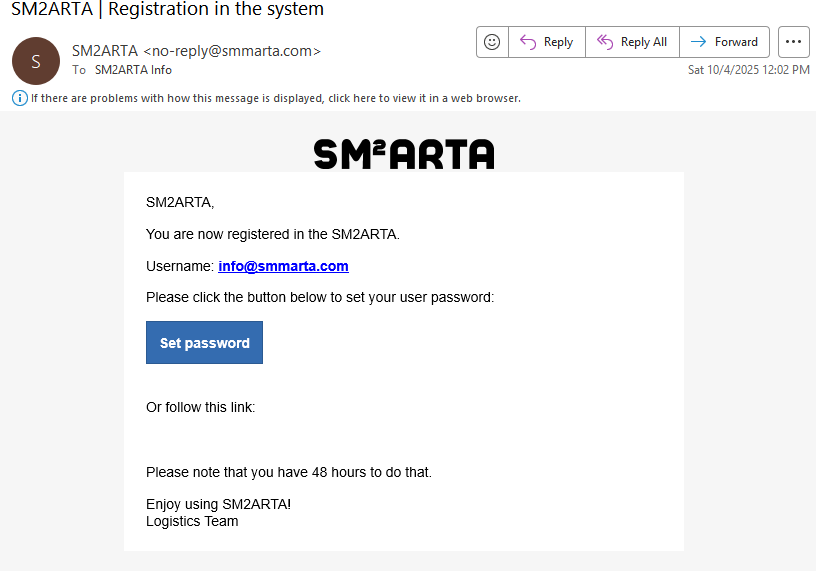 SM2ARTA | Registration in the system
S
SM2ARTA <no-reply@smmarta.com>
To SM2ARTA Info
Reply
Reply All
Forward
Sat 10/4/2025 12:02 PM
If there are problems with how this message is displayed, click here to view it in a web browser.
SM²ARTA
SM2ARTA,
You are now registered in the SM2ARTA.
Username: info@smmarta.com
Please click the button below to set your user password:
Set password
Or follow this link:
Please note that you have 48 hours to do that.
Enjoy using SM2ARTA!
Logistics Team